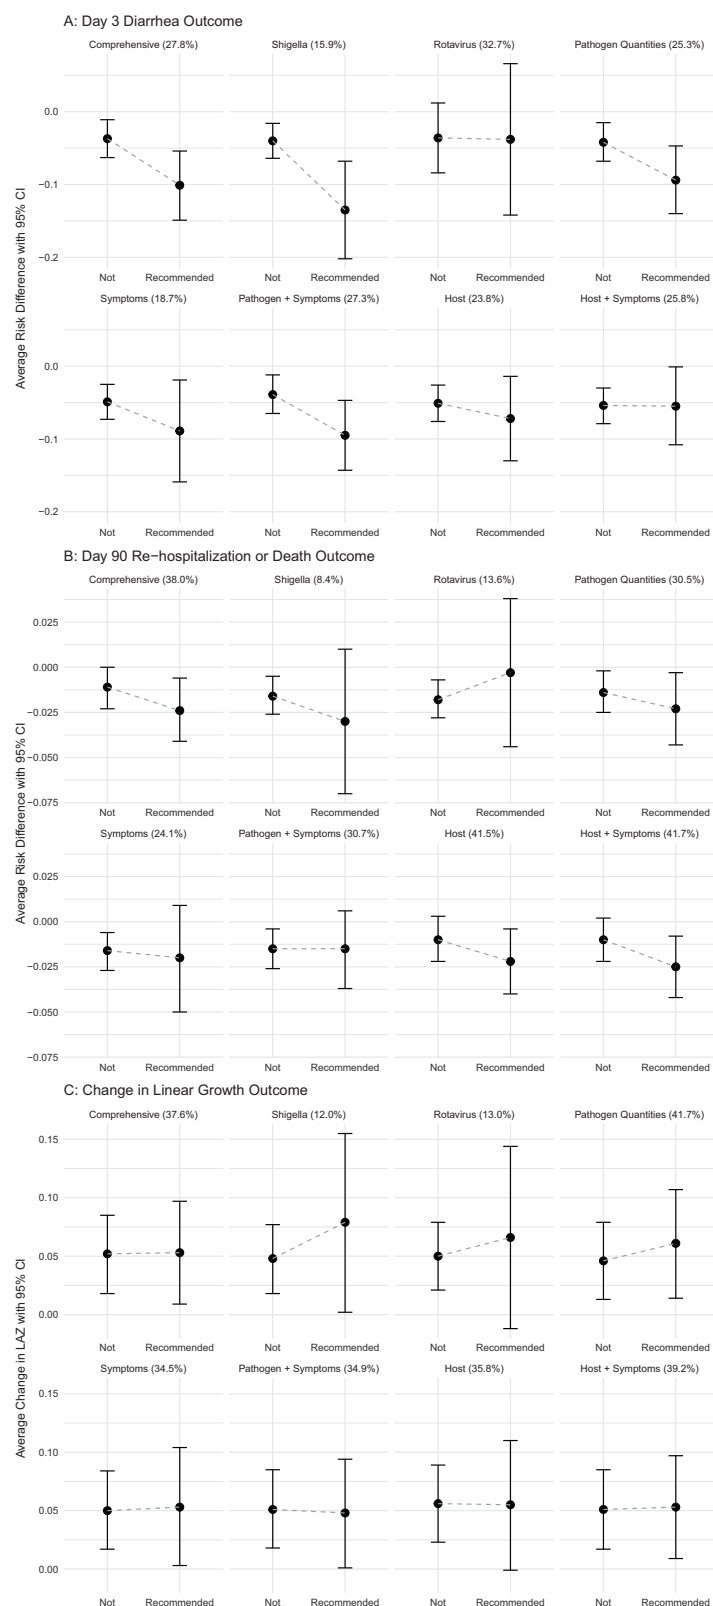 A: Day 3 Diarrhea Outcome
Comprehensive (27.8%) Shigella (15.9%) Rotavirus (32.7%) Pathogen Quantities (25.3%)
0.0
−0.1
−0.2
Not Recommended Not Recommended Not Recommended Not Recommended
Symptoms (18.7%) Pathogen + Symptoms (27.3%) Host (23.8%) Host + Symptoms (25.8%)
0.0
−0.1
−0.2
Not Recommended Not Recommended Not Recommended Not Recommended
Average Risk Difference with 95% CI
B: Day 90 Re−hospitalization or Death Outcome
Comprehensive (38.0%) Shigella (8.4%) Rotavirus (13.6%) Pathogen Quantities (30.5%)
0.025
0.000
−0.025
−0.050
−0.075
Not Recommended Not Recommended Not Recommended Not Recommended
Symptoms (24.1%) Pathogen + Symptoms (30.7%) Host (41.5%) Host + Symptoms (41.7%)
0.025
0.000
−0.025
−0.050
−0.075
Not Recommended Not Recommended Not Recommended Not Recommended
Average Risk Difference with 95% CI
C: Change in Linear Growth Outcome
Comprehensive (37.6%) Shigella (12.0%) Rotavirus (13.0%) Pathogen Quantities (41.7%)
0.15
0.10
0.05
0.00
Not Recommended Not Recommended Not Recommended Not Recommended
Symptoms (34.5%) Pathogen + Symptoms (34.9%) Host (35.8%) Host + Symptoms (39.2%)
0.15
0.10
0.05
0.00
Not Recommended Not Recommended Not Recommended Not Recommended
Average Change in LAZ with 95% CI